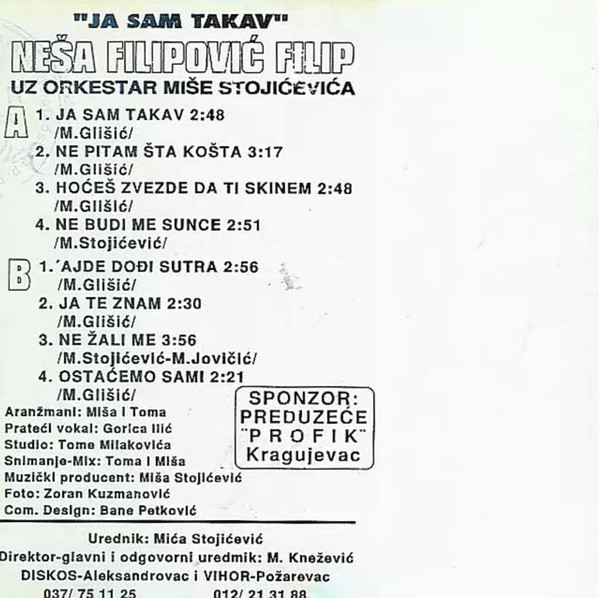 "JA SAM TAKAV"
NEŠA FILIPOVIĆ FILIP
UZ ORKESTAR MIŠE STOJIĆEVIĆA
A 1. JA SAM TAKAV 2:48
/M.Glišić/
2. NE PITAM ŠTA KOŠTA 3:17
/M.Glišić/
3. HOĆEŠ ZVEZDE DA TI SKINEM 2:48
/M.Glišić/
4. NE BUDI ME SUNCE 2:51
/M.Stojićević/
B 1.'AJDE DOĐI SUTRA 2:56
/M.Glišić/
2. JA TE ZNAM 2:30
/M.Glišić/
3. NE ŽALI ME 3:56
/M.Stojićević-M.Jovičić/
4. OSTAĆEMO SAMI 2:21
/M.Glišić/
Aranžmani: Miša i Toma
Prateći vokal: Gorica Ilić
Studio: Tome Milakovića
Snimanje-Mix: Toma i Miša
Muzički producent: Miša Stojićević
Foto: Zoran Kuzmanović
Com. Design: Bane Petković
SPONZOR:
PREDUZEĆE
"PROFIK"
Kragujevac
Urednik: Mića Stojićević
Direktor-glavni i odgovorni uredmik: M. Knežević
DISKOS-Aleksandrovac i VIHOR-Požarevac
037/ 75 11 25 012/ 21 31 88